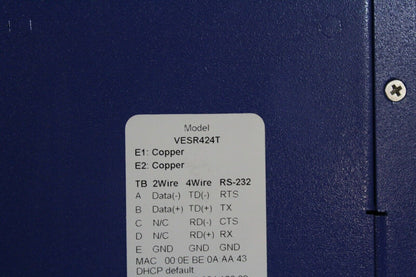 Model
VESR424T
E1: Copper
E2: Copper
TB 2Wire 4Wire RS-232
A Data(-) TD(-) RTS
B Data(+) TD(+) TX
C N/C RD(-) CTS
D N/C RD(+) RX
E GND GND GND
MAC 00 0E BE 0A AA 43
DHCP default